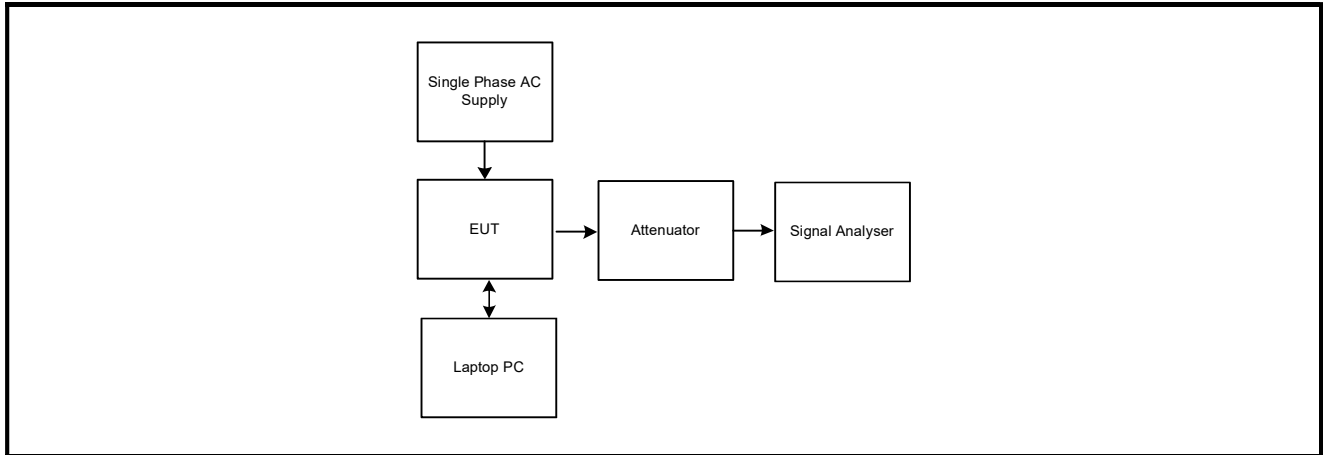 Single Phase AC
Supply
EUT
Attenuator
Signal Analyser
Laptop PC